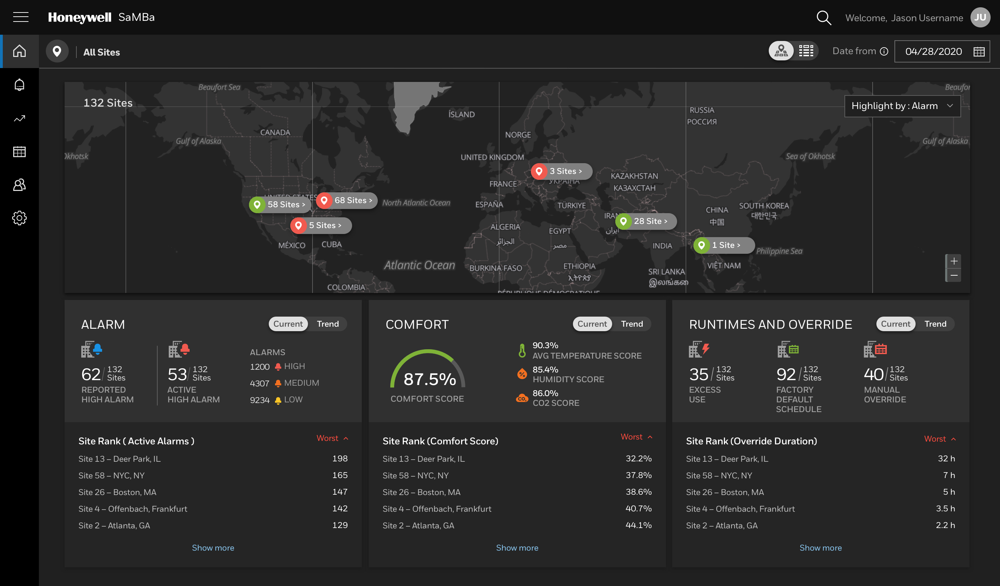 Honeywell SaMBa
Welcome, Jason Username JU
All Sites
Date from 04/28/2020
132 Sites
Highlight by : Alarm
Beaufort Sea
Beaufor
ÍSLAND
RUSSIA
РОССИЯ
CANADA
NORGE
Gulf of Alaska
Gulf of Alaska
Okhotsk
UNITED KINGDOM
Sea of Okhotsk
3 Sites >
УКРАЇНА
KAZAKHSTAN
КАЗАХСТАН
FRANCE
UNITED STATES
58 Sites >
68 Sites >
North Atlantic Ocean
ESPAÑA
TÜRKIYE
CHINA
中国
SOUTH KOREA
대한민국
IRAN
ایران
28 Site >
5 Sites >
ALGERIA
الجزائر
EGYPT
مصر
MÉXICO
CUBA
INDIA
1 Site >
Philippine Sea
Atlantic Ocean
BURKINA FASO
ETHIOPIA
ኢትዮጵያ
VIỆT NAM
SRI LANKA
இலங்கை
COLOMBIA
RÉPUBLIQUE DÉMOCRATIQUE
+
−
ALARM
Current Trend
62/ 132 Sites
REPORTED
HIGH ALARM
53/ 132 Sites
ACTIVE
HIGH ALARM
ALARMS
1200 HIGH
4307 MEDIUM
9234 LOW
Site Rank ( Active Alarms ) Worst
Site 13 – Deer Park, IL 198
Site 58 – NYC, NY 165
Site 26 – Boston, MA 147
Site 4 – Offenbach, Frankfurt 142
Site 2 – Atlanta, GA 129
Show more
COMFORT
Current Trend
87.5%
COMFORT SCORE
90.3%
AVG TEMPERATURE SCORE
%
85.4%
HUMIDITY SCORE
CO2
86.0%
CO2 SCORE
Site Rank (Comfort Score) Worst
Site 13 – Deer Park, IL 32.2%
Site 58 – NYC, NY 37.8%
Site 26 – Boston, MA 38.6%
Site 4 – Offenbach, Frankfurt 40.7%
Site 2 – Atlanta, GA 44.1%
Show more
RUNTIMES AND OVERRIDE
Current Trend
35/ 132 Sites
EXCESS
USE
92/ 132 Sites
FACTORY
DEFAULT
SCHEDULE
40/ 132 Sites
MANUAL
OVERRIDE
Site Rank (Override Duration) Worst
Site 13 – Deer Park, IL 32 h
Site 58 – NYC, NY 7 h
Site 26 – Boston, MA 5 h
Site 4 – Offenbach, Frankfurt 3.5 h
Site 2 – Atlanta, GA 2.2 h
Show more